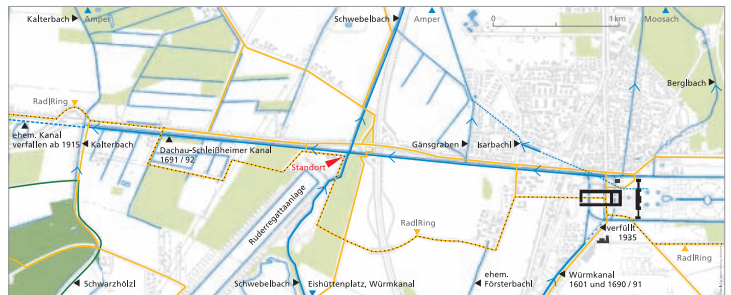 Kalterbach
Amper
Schwebelbach
Amper
0
1 km
Moosach
Berglbach
Rad|Ring
ehem. Kanal
verfallen ab 1915
Kalterbach
Dachau-Schleißheimer Kanal
1691 / 92
Gänsgraben
Isarbachl
Standort
Ruderregattaanlage
Rad|Ring
verfüllt
1935
Rad|Ring
Schwarzhölzl
Schwebelbach
Eishüttenplatz, Würmkanal
ehem.
Försterbachl
Würmkanal
1601 und 1690 / 91